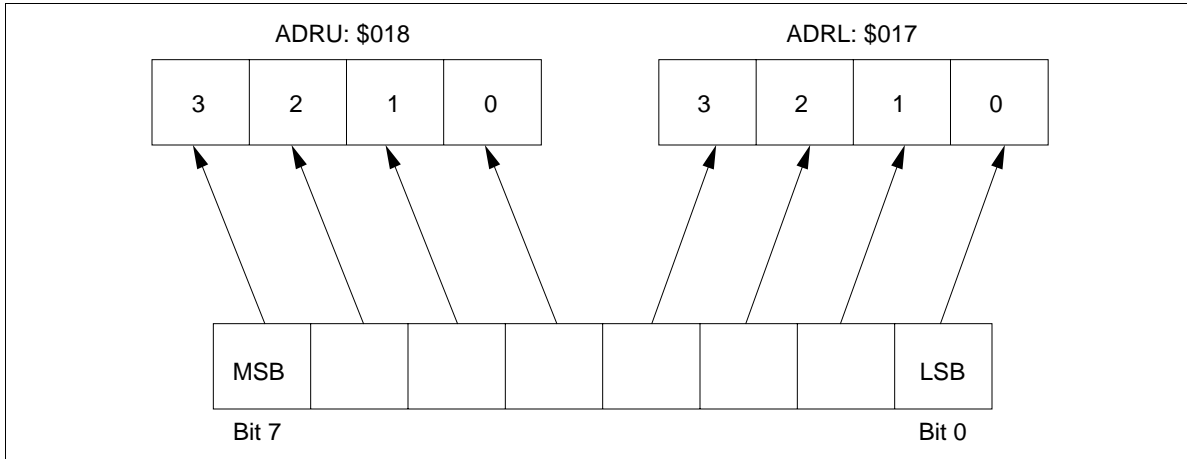 ADRU: $018 ADRL: $017
3 2 1 0 3 2 1 0
MSB LSB
Bit 7 Bit 0